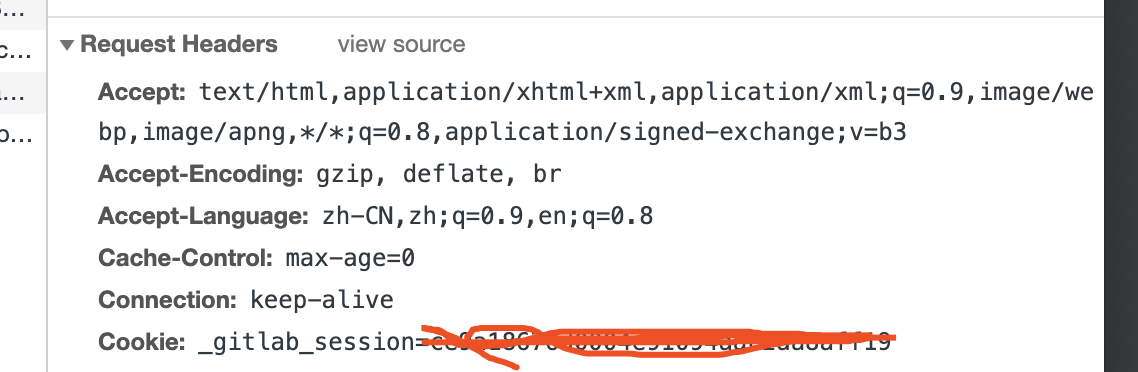 Request Headers view source
Accept: text/html,application/xhtml+xml,application/xml;q=0.9,image/we
bp,image/apng,*/*;q=0.8,application/signed-exchange;v=b3
Accept-Encoding: gzip, deflate, br
Accept-Language: zh-CN,zh;q=0.9,en;q=0.8
Cache-Control: max-age=0
Connection: keep-alive
Cookie: _gitlab_session=